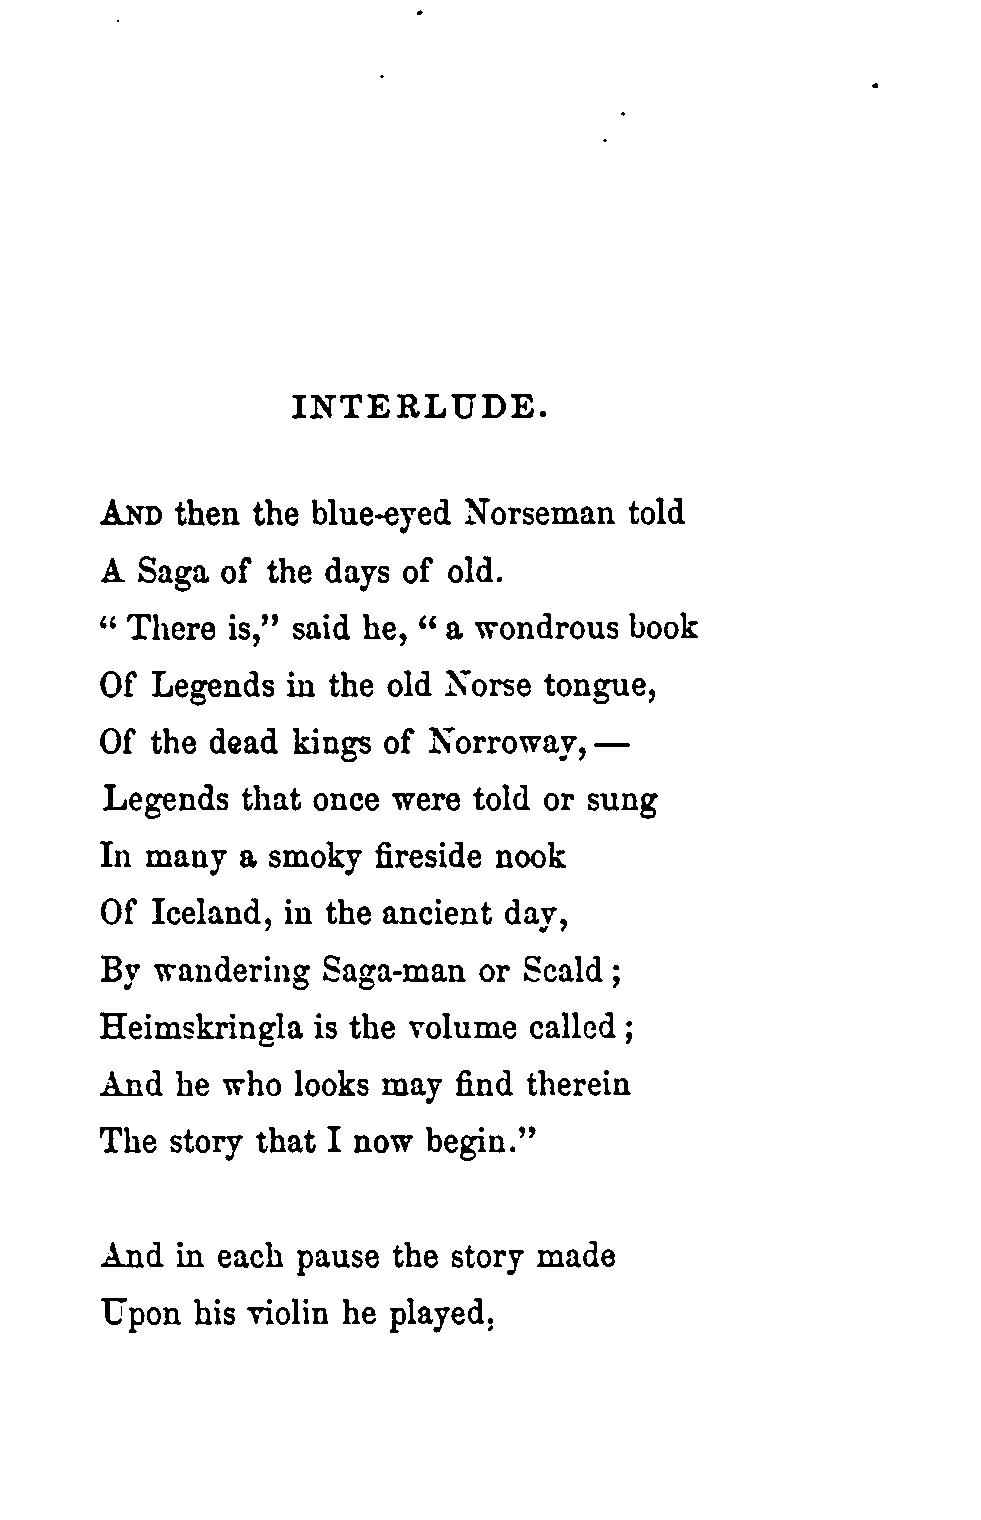 INTERLUDE.
AND then the blue-eyed Norseman told
A Saga of the days of old.
“ There is,” said he, “ a wondrous book
Of Legends in the old Norse tongue,
Of the dead kings of Norroway, —
Legends that once were told or sung
In many a smoky fireside nook
Of Iceland, in the ancient day,
By wandering Saga-man or Scald ;
Heimskringla is the volume called ;
And he who looks may find therein
The story that I now begin.”
And in each pause the story made
Upon his violin he played,